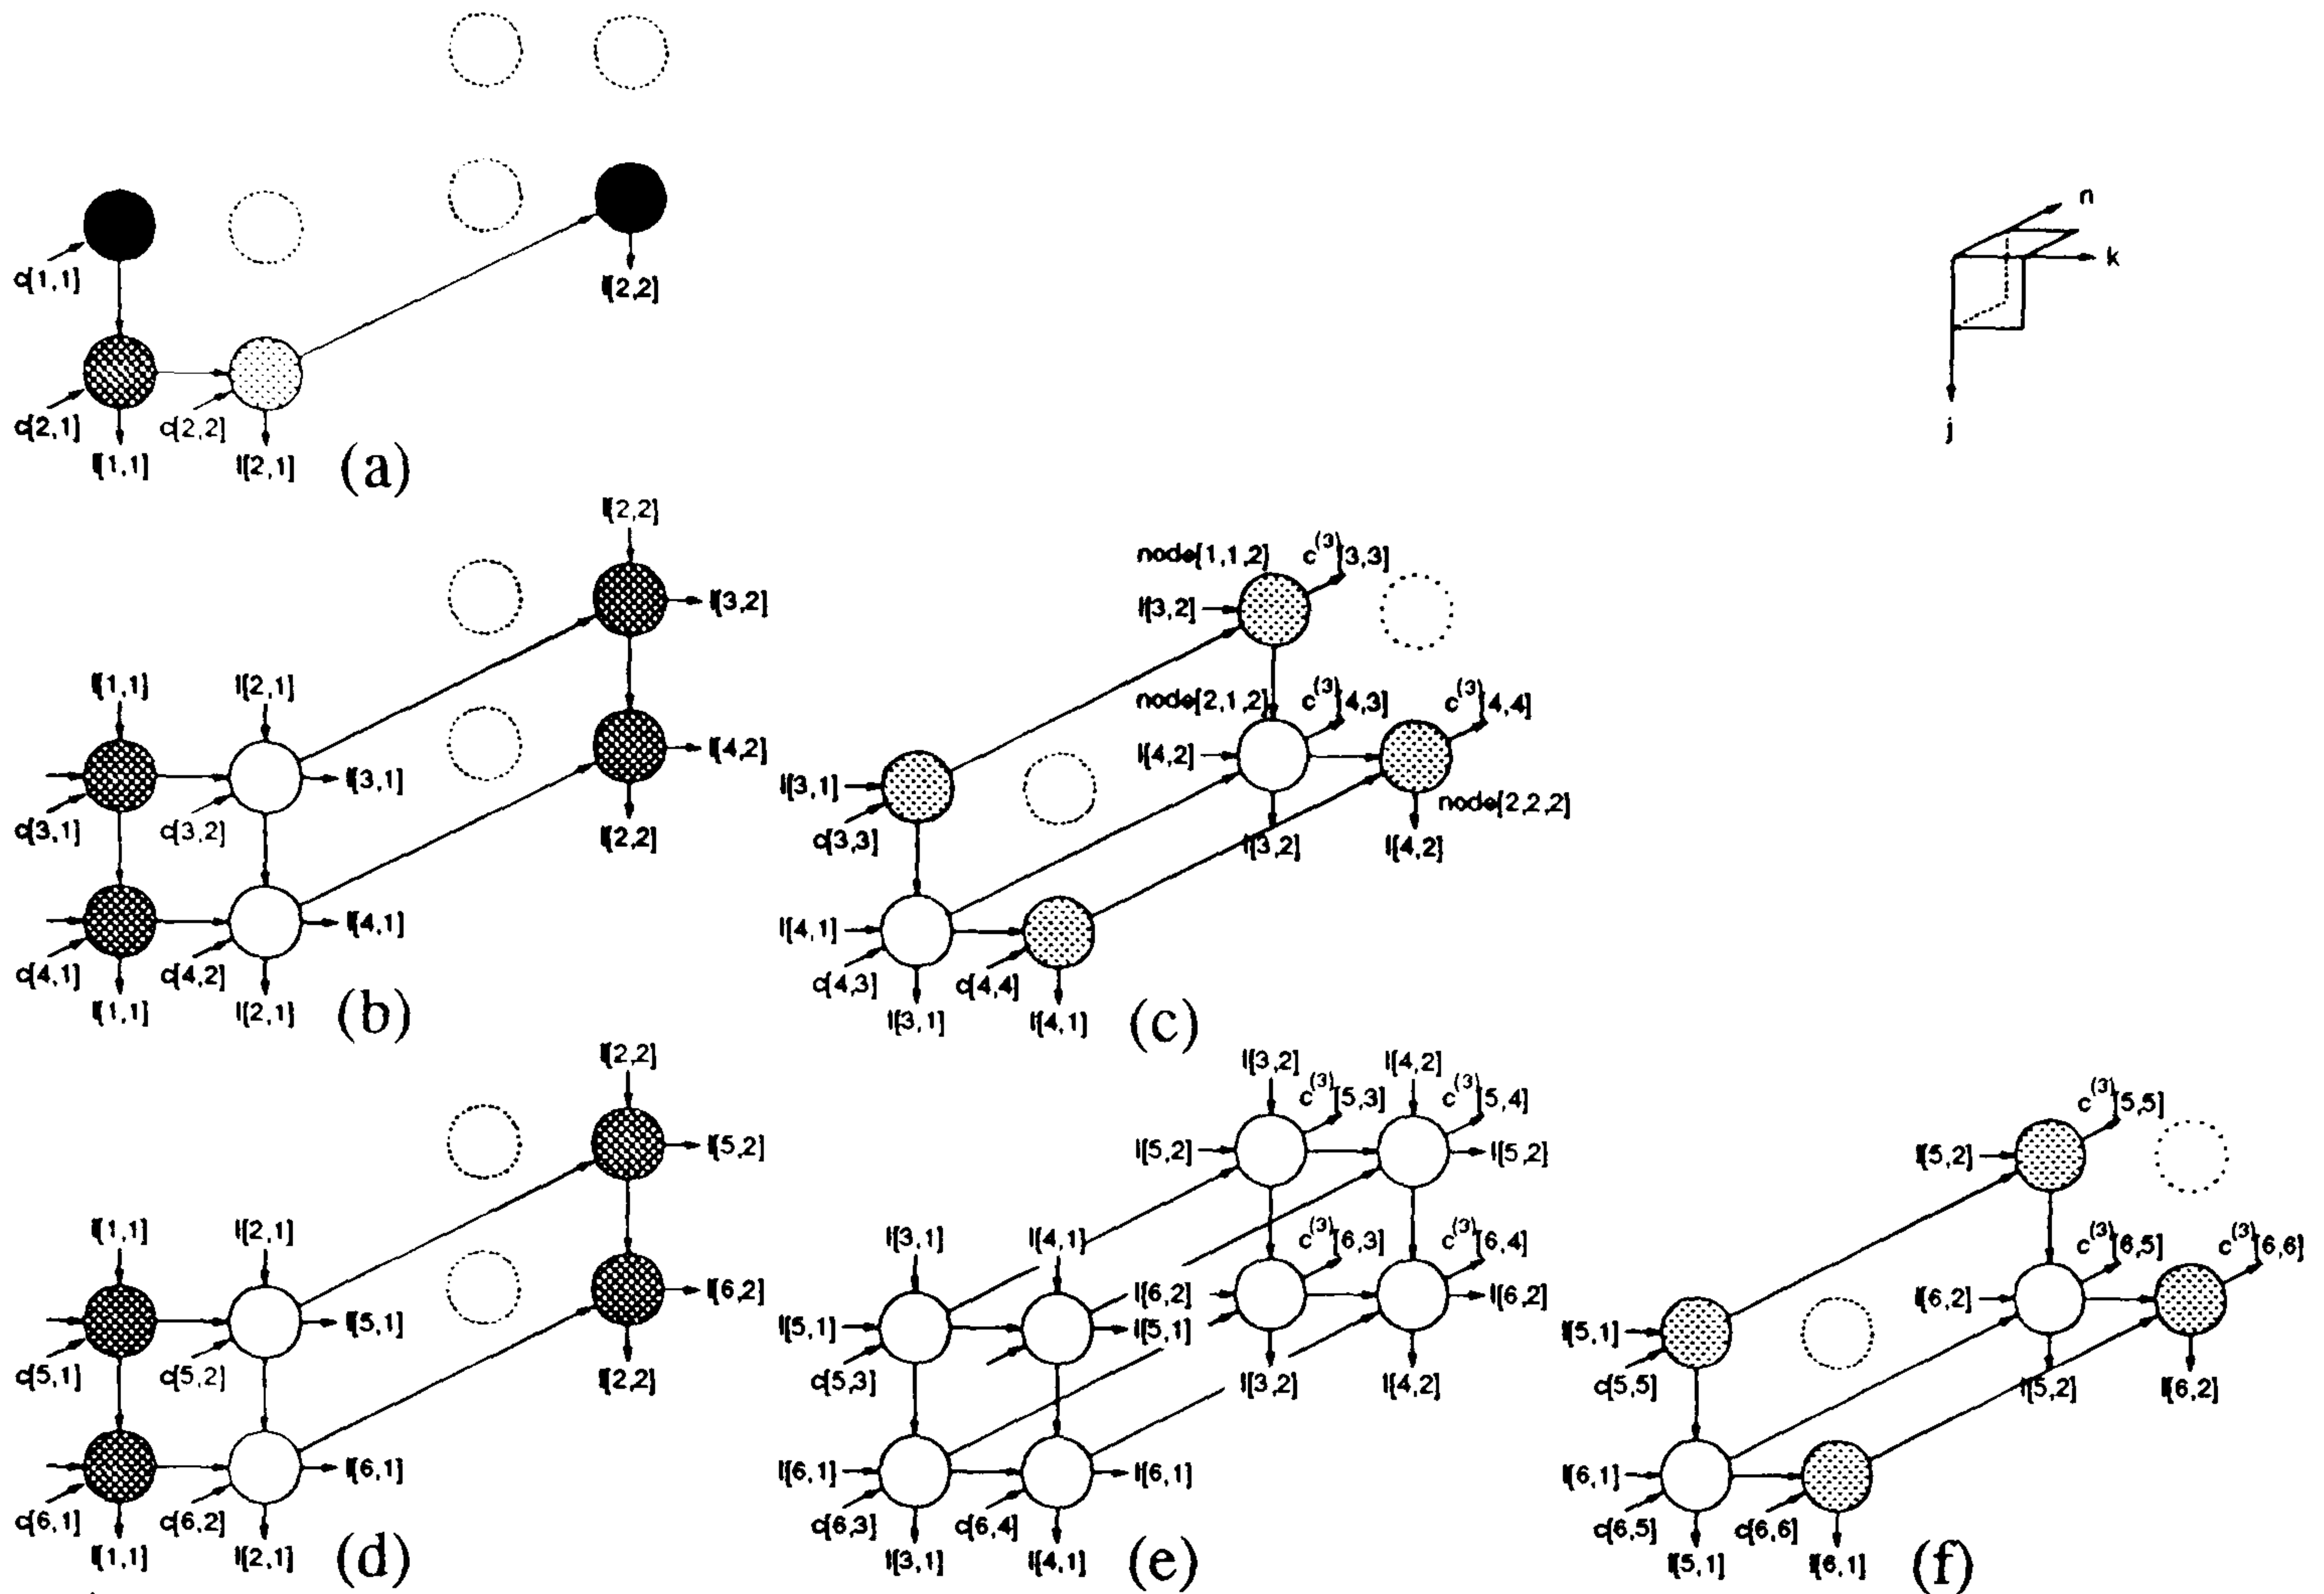 c[1,1]
l[2,2]
c[2,1]
c[2,2]
l[1,1]
l[2,1]
(a)
n
k
j
l[2,2]
l[3,2]
l[1,1]
l[2,1]
l[4,2]
l[3,1]
c[3,1]
c[3,2]
l[2,2]
l[4,1]
c[4,1]
c[4,2]
l[1,1]
l[2,1]
(b)
node[1,1,2]
c(3)[3,3]
l[3,2]
node[2,1,2]
c(3)[4,3]
c(3)[4,4]
l[4,2]
l[3,1]
node[2,2,2]
c[3,3]
l[3,2]
l[4,2]
l[4,1]
c[4,3]
c[4,4]
l[3,1]
l[4,1]
(c)
l[2,2]
l[5,2]
l[1,1]
l[2,1]
l[6,2]
l[5,1]
c[5,1]
c[5,2]
l[2,2]
l[6,1]
c[6,1]
c[6,2]
l[1,1]
l[2,1]
(d)
l[3,2]
l[4,2]
c(3)[5,3]
c(3)[5,4]
l[5,2]
l[5,2]
l[3,1]
l[4,1]
c(3)[6,3]
c(3)[6,4]
l[6,2]
l[6,2]
l[5,1]
l[5,1]
c[5,3]
l[3,2]
l[4,2]
l[6,1]
l[6,1]
c[6,3]
c[6,4]
l[3,1]
l[4,1]
(e)
c(3)[5,5]
l[5,2]
c(3)[6,5]
c(3)[6,6]
l[6,2]
l[5,1]
c[5,5]
l[5,2]
l[6,2]
l[6,1]
c[6,5]
c[6,6]
l[5,1]
l[6,1]
(f)